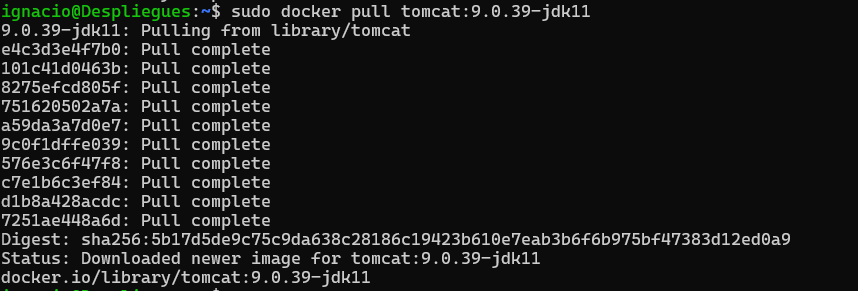 ignacio@Despliegues:~$ sudo docker pull tomcat:9.0.39-jdk11
9.0.39-jdk11: Pulling from library/tomcat
e4c3d3e4f7b0: Pull complete
101c41d0463b: Pull complete
8275efcd805f: Pull complete
751620502a7a: Pull complete
a59da3a7d0e7: Pull complete
9c0f1dffe039: Pull complete
576e3c6f47f8: Pull complete
c7e1b6c3ef84: Pull complete
d1b8a428acdc: Pull complete
7251ae448a6d: Pull complete
Digest: sha256:5b17d5de9c75c9da638c28186c19423b610e7eab3b6f6b975bf47383d12ed0a9
Status: Downloaded newer image for tomcat:9.0.39-jdk11
docker.io/library/tomcat:9.0.39-jdk11